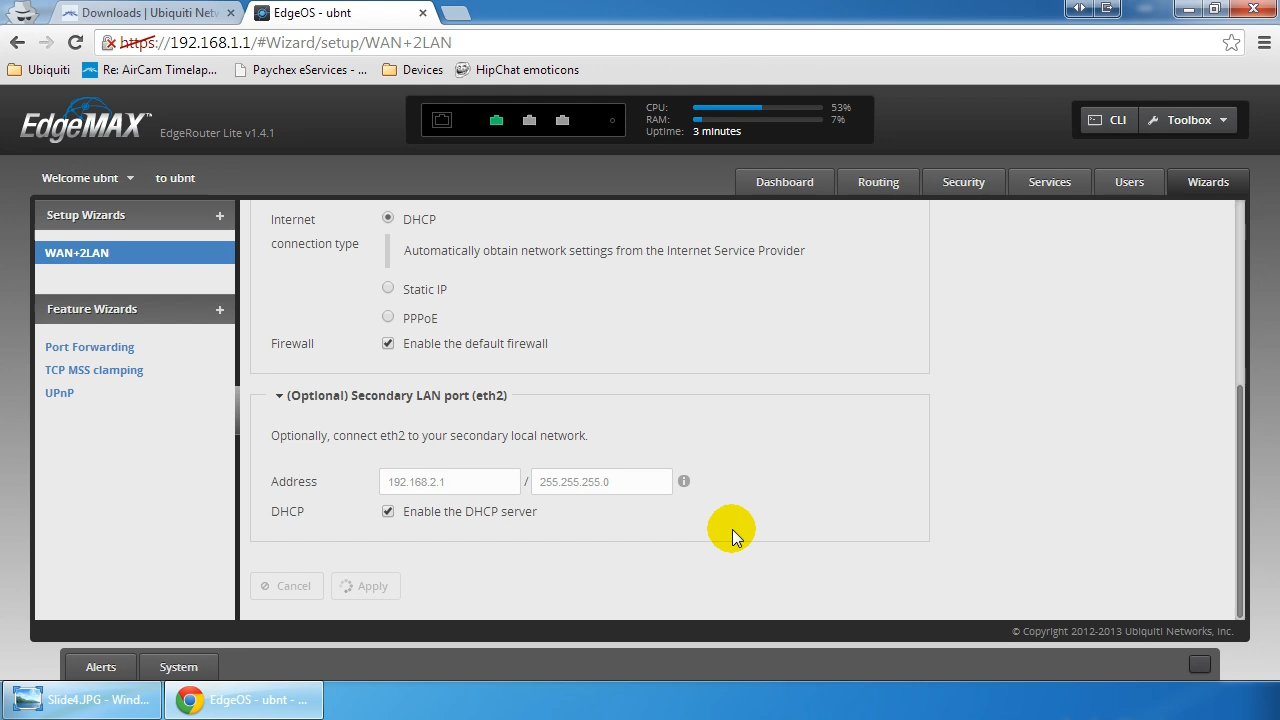 Downloads | Ubiquiti Netv
EdgeOS - ubnt
https://192.168.1.1/#Wizard/setup/WAN+2LAN
Ubiquiti
Re: AirCam Timelap...
Paychex eServices - ...
Devices
HipChat emoticons
EdgeMAX™
EdgeRouter Lite v1.4.1
CPU: 53%
RAM: 7%
Uptime: 3 minutes
CLI
Toolbox
Welcome ubnt
to ubnt
Dashboard
Routing
Security
Services
Users
Wizards
Setup Wizards +
WAN+2LAN
Feature Wizards +
Port Forwarding
TCP MSS clamping
UPnP
Internet
connection type
DHCP
Automatically obtain network settings from the Internet Service Provider
Static IP
PPPoE
Firewall
Enable the default firewall
(Optional) Secondary LAN port (eth2)
Optionally, connect eth2 to your secondary local network.
Address
192.168.2.1 / 255.255.255.0
DHCP
Enable the DHCP server
Cancel
Apply
© Copyright 2012-2013 Ubiquiti Networks, Inc.
Alerts
System
Slide4.JPG - Wind...
EdgeOS - ubnt - ...